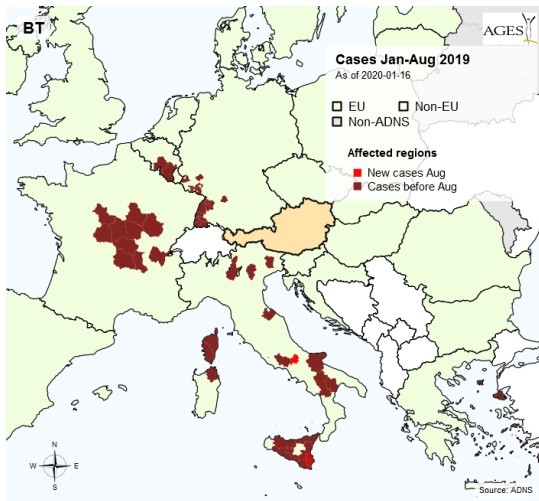 BT
AGES
Cases Jan-Aug 2019
As of 2020-01-16
EU
Non-EU
Non-ADNS
Affected regions
New cases Aug
Cases before Aug
N
W
E
S
Source: ADNS